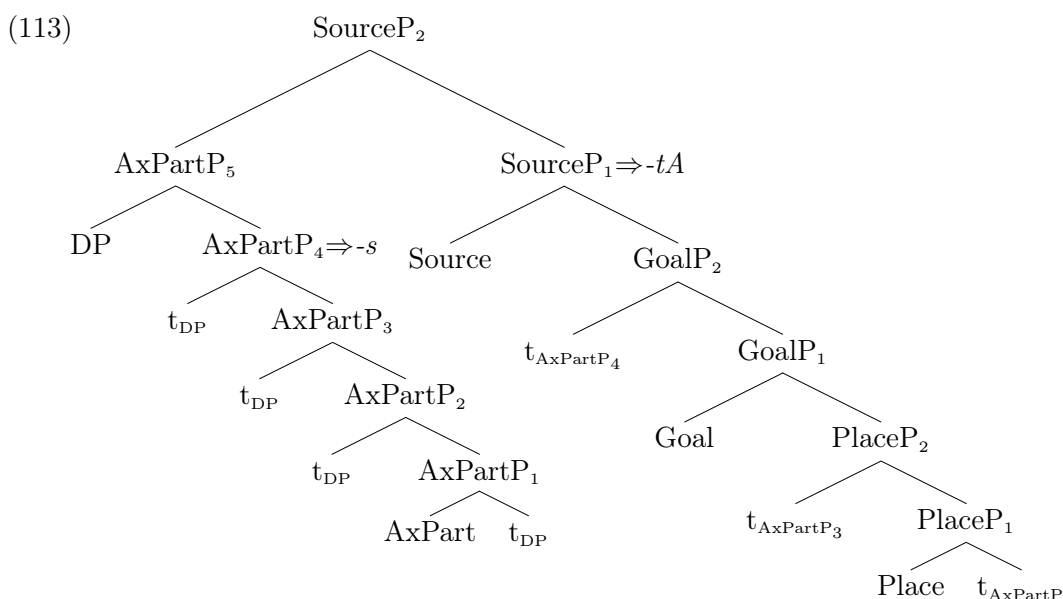 (113) SourceP₂
AxPartP₅ SourceP₁⇒-tA
DP AxPartP₄⇒-s Source GoalP₂
t_DP AxPartP₃ t_AxPartP₄ GoalP₁
t_DP AxPartP₂ Goal PlaceP₂
t_DP AxPartP₁ t_AxPartP₃ PlaceP₁
AxPart t_DP Place t_AxPartP